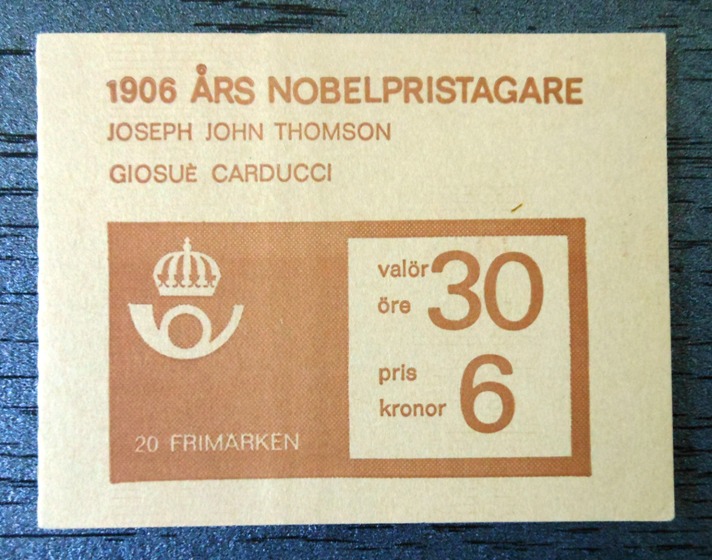 1906 ÅRS NOBELPRISTAGARE
JOSEPH JOHN THOMSON
GIOSUÈ CARDUCCI
valör 30
öre
pris 6
kronor
20 FRIMÄRKEN